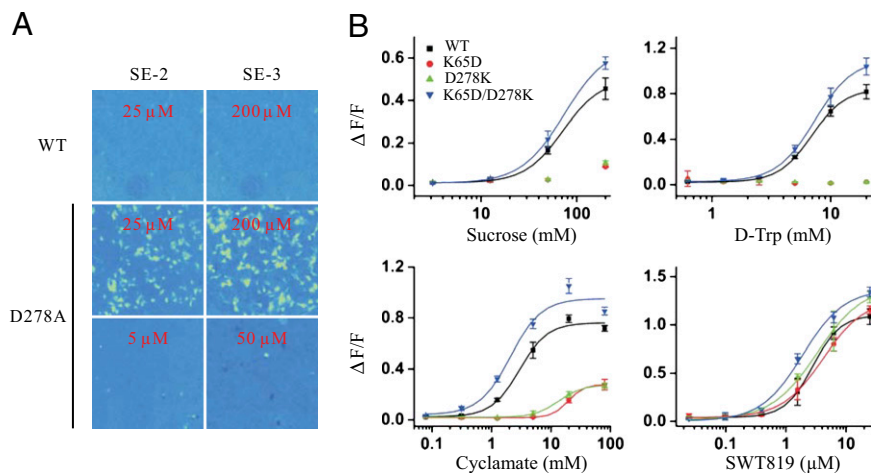 A
SE-2 SE-3
WT
25 μM 200 μM
D278A
25 μM 200 μM
5 μM 50 μM
B
WT
K65D
D278K
K65D/D278K
Δ F/F
0.6
0.4
0.2
0.0
10 100
Sucrose (mM)
1.2
0.8
0.4
0.0
1 10
D-Trp (mM)
Δ F/F
1.2
0.8
0.4
0.0
0.1 1 10 100
Cyclamate (mM)
1.5
1.0
0.5
0.0
0.1 1 10
SWT819 (μM)